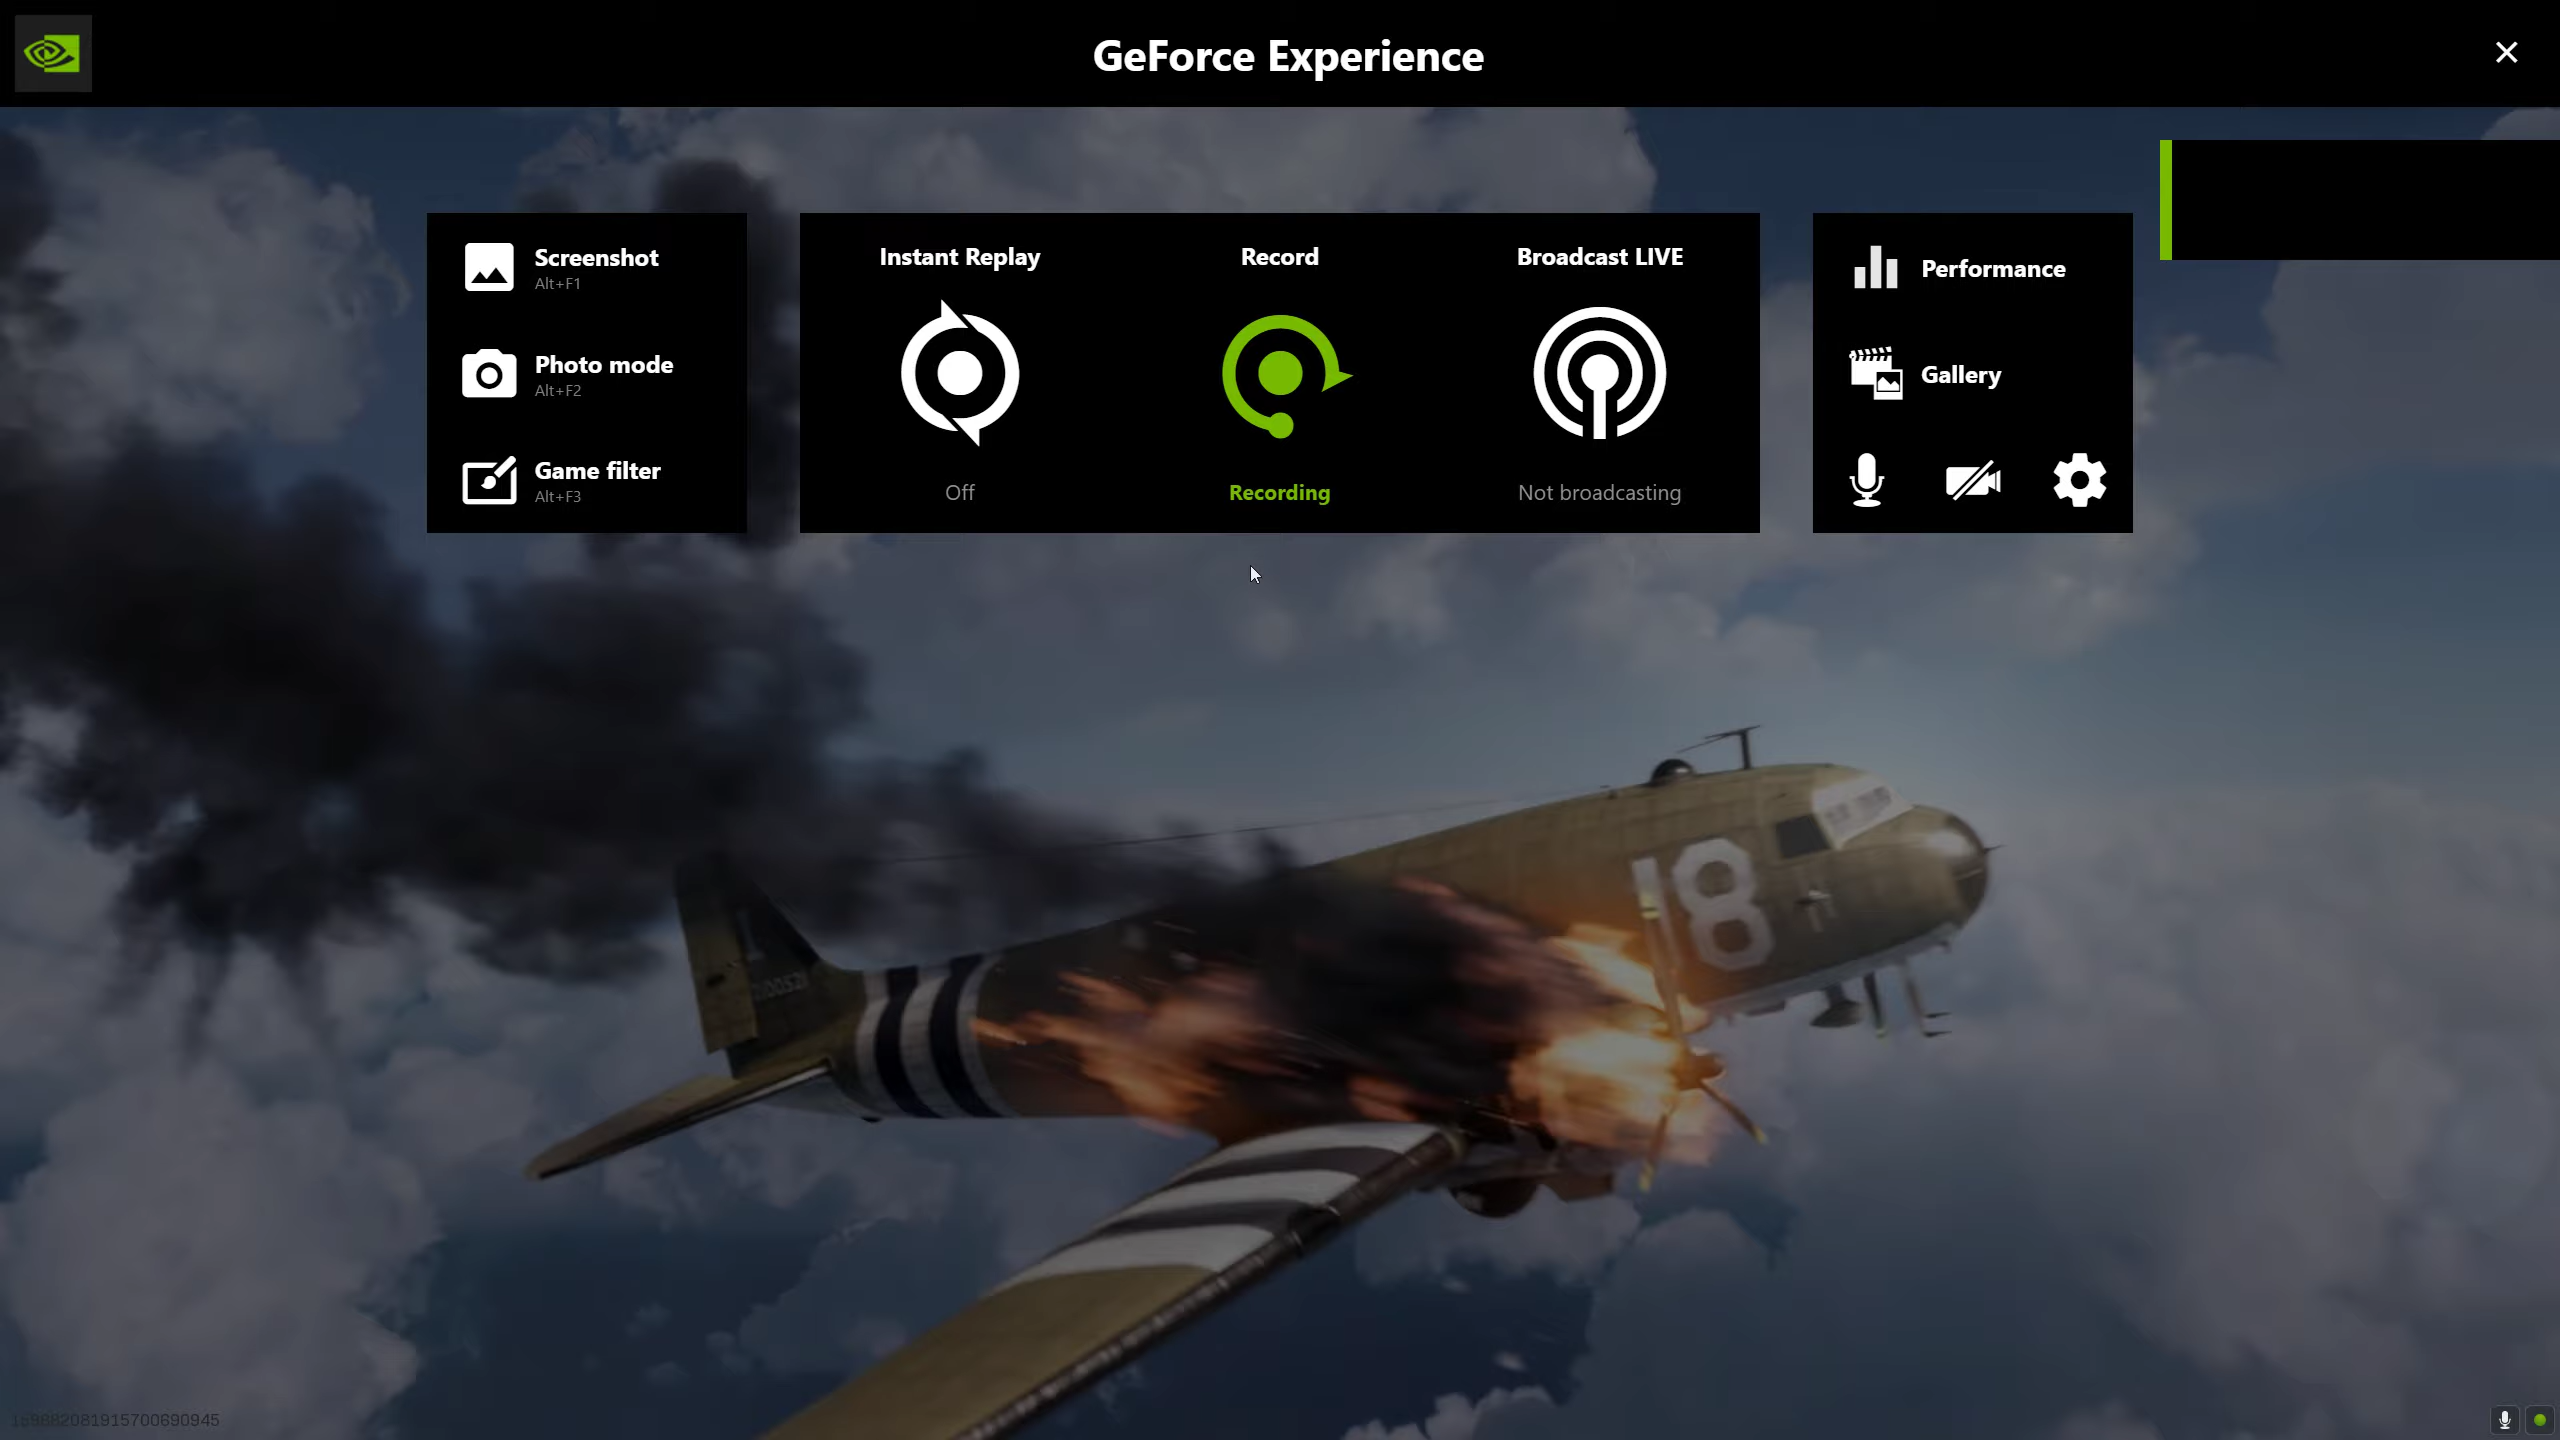 GeForce Experience
Screenshot
Alt+F1
Photo mode
Alt+F2
Game filter
Alt+F3
Instant Replay
Off
Record
Recording
Broadcast LIVE
Not broadcasting
Performance
Gallery
18